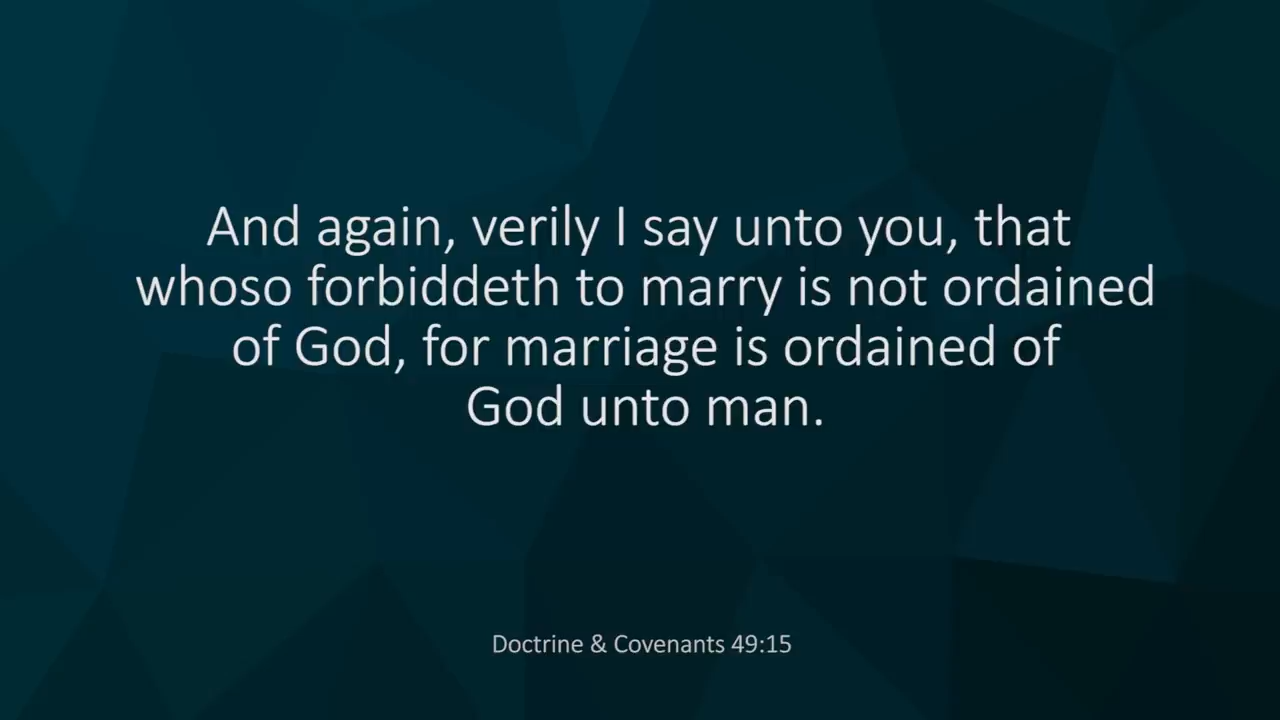 And again, verily I say unto you, that
whoso forbiddeth to marry is not ordained
of God, for marriage is ordained of
God unto man.
Doctrine & Covenants 49:15